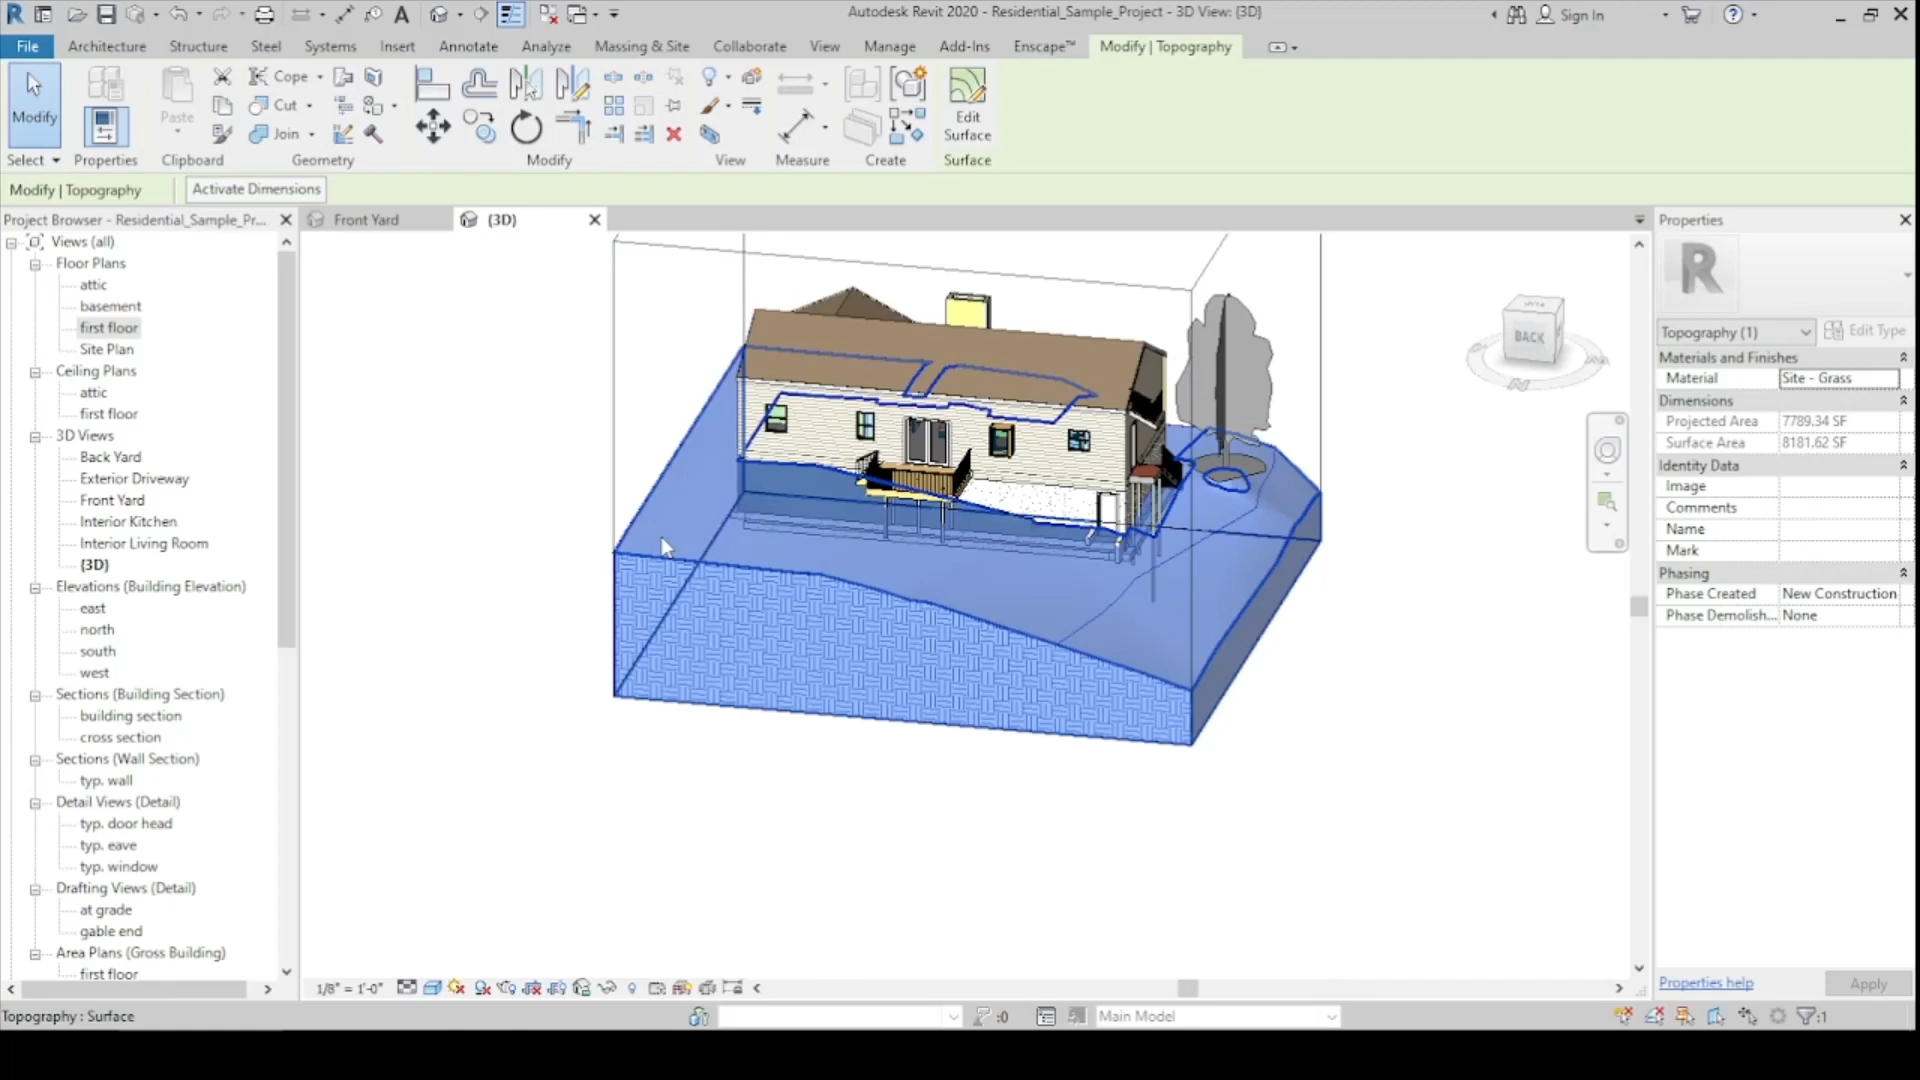 Autodesk Revit 2020 - Residential_Sample_Project - 3D View: {3D}
Sign In
File Architecture Structure Steel Systems Insert Annotate Analyze Massing & Site Collaborate View Manage Add-Ins Enscape™ Modify | Topography
Modify
Paste
Cope
Cut
Join
Edit
Surface
Select Properties Clipboard Geometry Modify View Measure Create Surface
Modify | Topography Activate Dimensions
Project Browser - Residential_Sample_Pr...
Views (all)
Floor Plans
attic
basement
first floor
Site Plan
Ceiling Plans
attic
first floor
3D Views
Back Yard
Exterior Driveway
Front Yard
Interior Kitchen
Interior Living Room
{3D}
Elevations (Building Elevation)
east
north
south
west
Sections (Building Section)
building section
cross section
Sections (Wall Section)
typ. wall
Detail Views (Detail)
typ. door head
typ. eave
typ. window
Drafting Views (Detail)
at grade
gable end
Area Plans (Gross Building)
first floor
Front Yard
{3D}
BACK
N
1/8" = 1'-0"
Properties
R
Topography (1) Edit Type
Materials and Finishes
Material Site - Grass
Dimensions
Projected Area 7789.34 SF
Surface Area 8181.62 SF
Identity Data
Image
Comments
Name
Mark
Phasing
Phase Created New Construction
Phase Demolish... None
Properties help Apply
Topography : Surface
:0
Main Model
:1